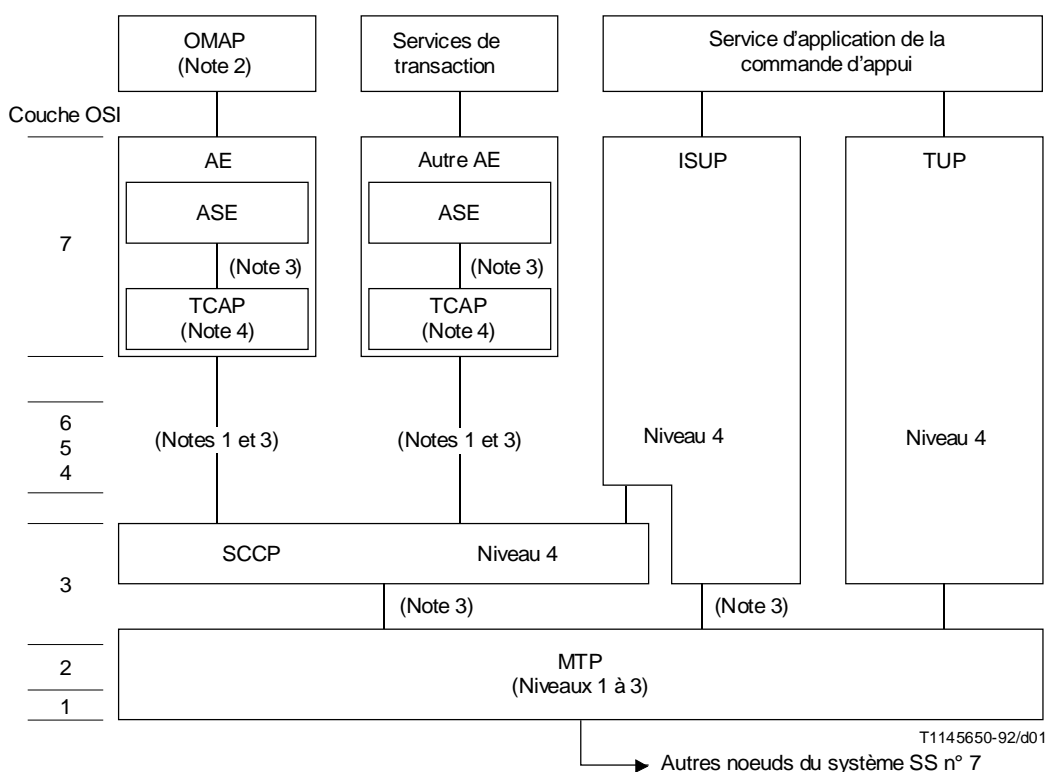 OMAP
(Note 2)
Services de
transaction
Service d'application de la
commande d'appui
Couche OSI
AE
Autre AE
ISUP
TUP
ASE
ASE
7
(Note 3)
(Note 3)
TCAP
(Note 4)
TCAP
(Note 4)
6
5
4
(Notes 1 et 3)
(Notes 1 et 3)
Niveau 4
Niveau 4
SCCP
Niveau 4
3
(Note 3)
(Note 3)
2
MTP
(Niveaux 1 à 3)
1
T1145650-92/d01
Autres noeuds du système SS n° 7